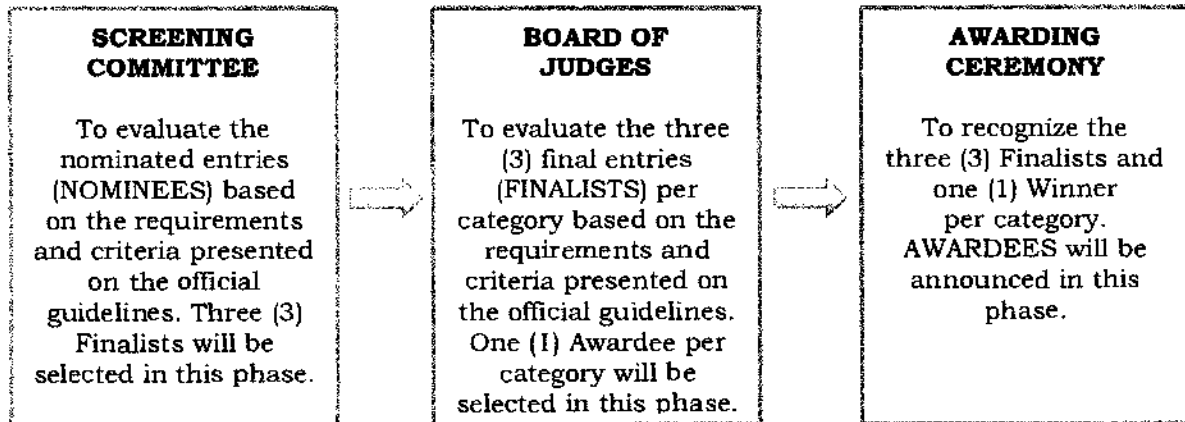 SCREENING
COMMITTEE
To evaluate the
nominated entries
(NOMINEES) based
on the requirements
and criteria presented
on the official
guidelines. Three (3)
Finalists will be
selected in this phase.
BOARD OF
JUDGES
To evaluate the three
(3) final entries
(FINALISTS) per
category based on the
requirements and
criteria presented on
the official guidelines.
One (1) Awardee per
category will be
selected in this phase.
AWARDING
CEREMONY
To recognize the
three (3) Finalists and
one (1) Winner
per category.
AWARDEES will be
announced in this
phase.